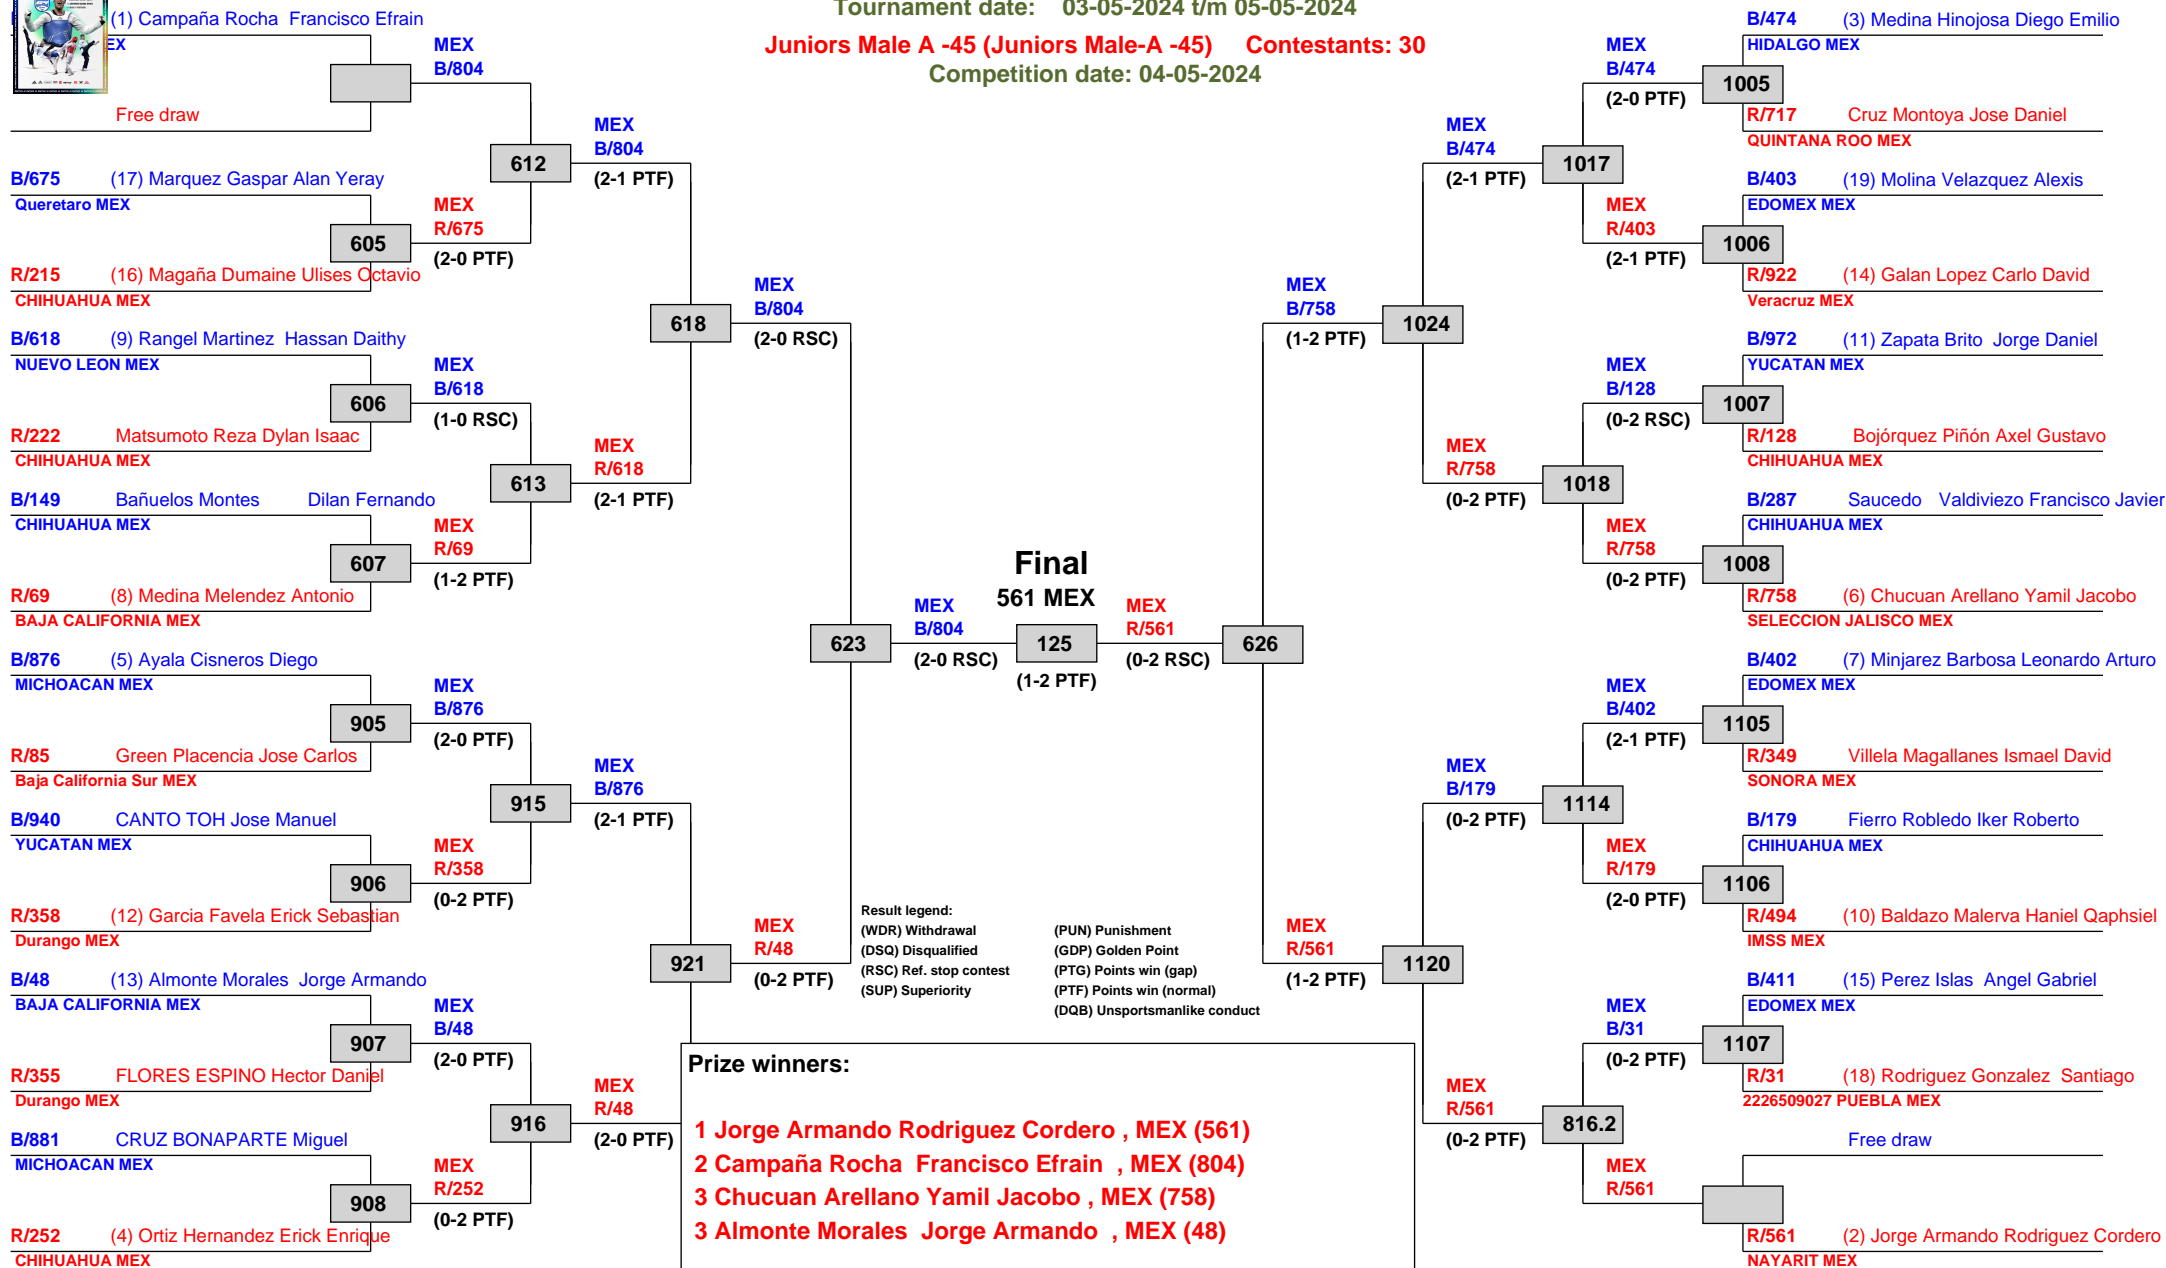 Tournament date: 03-05-2024 t/m 05-05-2024
Juniors Male A -45 (Juniors Male-A -45) Contestants: 30
Competition date: 04-05-2024
(1) Campaña Rocha Francisco Efrain
EX
Free draw
B/675 (17) Marquez Gaspar Alan Yeray
Queretaro MEX
R/215 (16) Magaña Dumaine Ulises Octavio
CHIHUAHUA MEX
B/618 (9) Rangel Martinez Hassan Daithy
NUEVO LEON MEX
R/222 Matsumoto Reza Dylan Isaac
CHIHUAHUA MEX
B/149 Bañuelos Montes Dilan Fernando
CHIHUAHUA MEX
R/69 (8) Medina Melendez Antonio
BAJA CALIFORNIA MEX
B/876 (5) Ayala Cisneros Diego
MICHOACAN MEX
R/85 Green Placencia Jose Carlos
Baja California Sur MEX
B/940 CANTO TOH Jose Manuel
YUCATAN MEX
R/358 (12) Garcia Favela Erick Sebastian
Durango MEX
B/48 (13) Almonte Morales Jorge Armando
BAJA CALIFORNIA MEX
R/355 FLORES ESPINO Hector Daniel
Durango MEX
B/881 CRUZ BONAPARTE Miguel
MICHOACAN MEX
R/252 (4) Ortiz Hernandez Erick Enrique
CHIHUAHUA MEX
MEX
B/804
605
MEX
R/675
(2-0 PTF)
606
MEX
B/618
(1-0 RSC)
607
MEX
R/69
(1-2 PTF)
905
MEX
B/876
(2-0 PTF)
906
MEX
R/358
(0-2 PTF)
907
MEX
B/48
(2-0 PTF)
908
MEX
R/252
(0-2 PTF)
612
MEX
B/804
(2-1 PTF)
613
MEX
R/618
(2-1 PTF)
915
MEX
B/876
(2-1 PTF)
916
MEX
R/48
(2-0 PTF)
618
MEX
B/804
(2-0 RSC)
921
MEX
R/48
(0-2 PTF)
623
MEX
B/804
(2-0 RSC)
Final
561 MEX
125
(1-2 PTF)
MEX
R/561
(0-2 RSC)
626
MEX
B/758
(1-2 PTF)
1024
MEX
R/561
(1-2 PTF)
1120
MEX
B/474
(2-1 PTF)
1017
MEX
R/758
(0-2 PTF)
1018
MEX
B/179
(0-2 PTF)
1114
MEX
R/561
(0-2 PTF)
816.2
MEX
B/474
(2-0 PTF)
1005
MEX
R/403
(2-1 PTF)
1006
MEX
B/128
(0-2 RSC)
1007
MEX
R/758
(0-2 PTF)
1008
MEX
B/402
(2-1 PTF)
1105
MEX
R/179
(2-0 PTF)
1106
MEX
B/31
(0-2 PTF)
1107
MEX
R/561
B/474 (3) Medina Hinojosa Diego Emilio
HIDALGO MEX
R/717 Cruz Montoya Jose Daniel
QUINTANA ROO MEX
B/403 (19) Molina Velazquez Alexis
EDOMEX MEX
R/922 (14) Galan Lopez Carlo David
Veracruz MEX
B/972 (11) Zapata Brito Jorge Daniel
YUCATAN MEX
R/128 Bojórquez Piñón Axel Gustavo
CHIHUAHUA MEX
B/287 Saucedo Valdiviezo Francisco Javier
CHIHUAHUA MEX
R/758 (6) Chucuan Arellano Yamil Jacobo
SELECCION JALISCO MEX
B/402 (7) Minjarez Barbosa Leonardo Arturo
EDOMEX MEX
R/349 Villela Magallanes Ismael David
SONORA MEX
B/179 Fierro Robledo Iker Roberto
CHIHUAHUA MEX
R/494 (10) Baldazo Malerva Haniel Qaphsiel
IMSS MEX
B/411 (15) Perez Islas Angel Gabriel
EDOMEX MEX
R/31 (18) Rodriguez Gonzalez Santiago
2226509027 PUEBLA MEX
Free draw
R/561 (2) Jorge Armando Rodriguez Cordero
NAYARIT MEX
Result legend:
(WDR) Withdrawal
(DSQ) Disqualified
(RSC) Ref. stop contest
(SUP) Superiority
(PUN) Punishment
(GDP) Golden Point
(PTG) Points win (gap)
(PTF) Points win (normal)
(DQB) Unsportsmanlike conduct
Prize winners:
1 Jorge Armando Rodriguez Cordero , MEX (561)
2 Campaña Rocha Francisco Efrain , MEX (804)
3 Chucuan Arellano Yamil Jacobo , MEX (758)
3 Almonte Morales Jorge Armando , MEX (48)